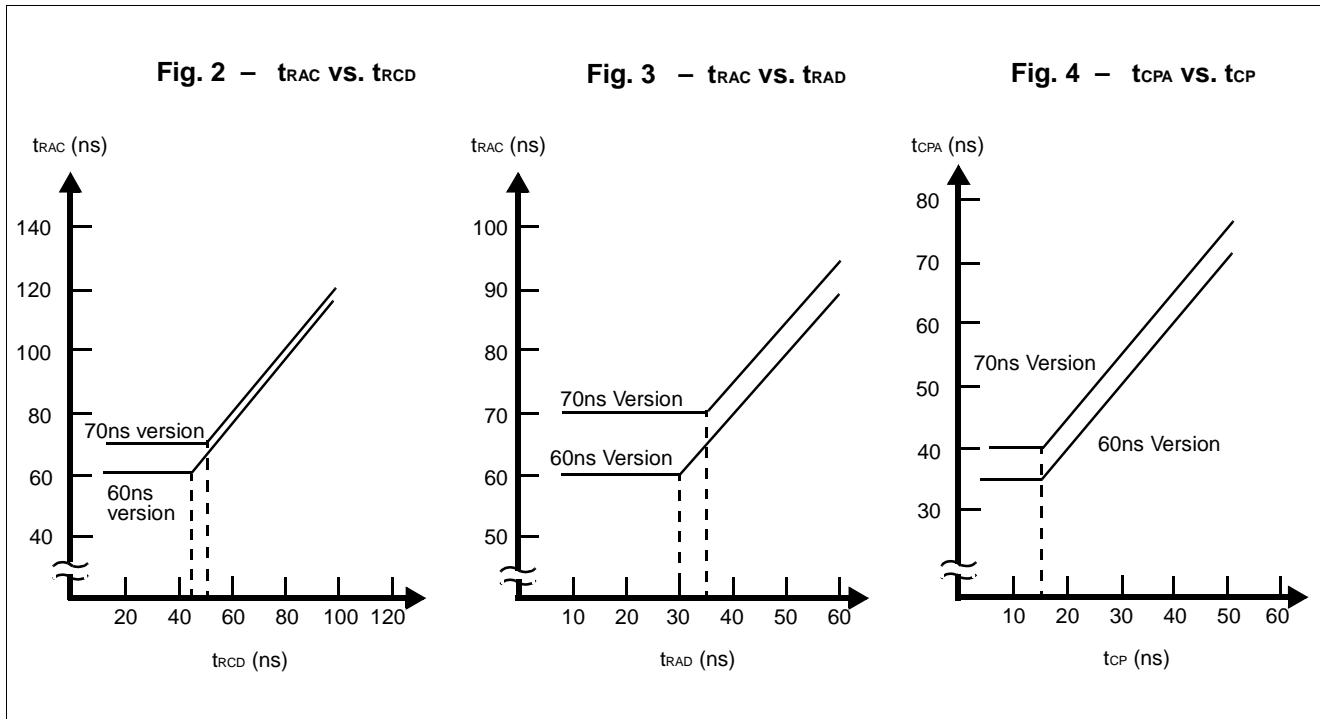 Fig. 2 – tRAC vs. tRCD
tRAC (ns)
140
120
100
80
60
40
70ns version
60ns
version
20 40 60 80 100 120
tRCD (ns)
Fig. 3 – tRAC vs. tRAD
tRAC (ns)
100
90
80
70
60
50
70ns Version
60ns Version
10 20 30 40 50 60
tRAD (ns)
Fig. 4 – tCPA vs. tCP
tCPA (ns)
80
70
60
50
40
30
70ns Version
60ns Version
10 20 30 40 50 60
tCP (ns)